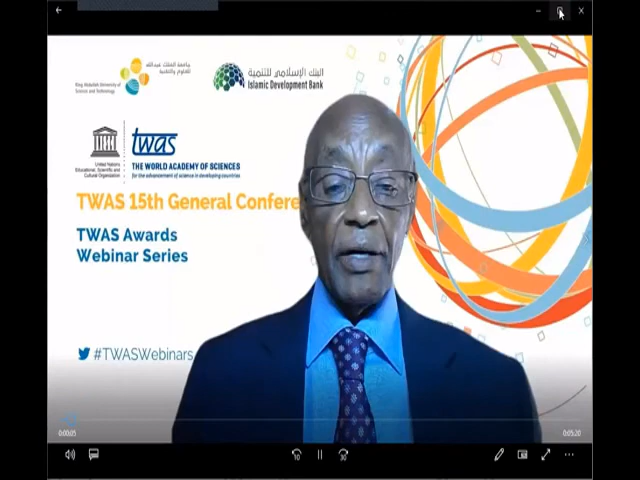 جامعة الملك عبدالله
للعلوم والتقنية
King Abdullah University of
Science and Technology
البنك الإسلامي للتنمية
Islamic Development Bank
United Nations
Educational, Scientific and
Cultural Organization
twas
THE WORLD ACADEMY OF SCIENCES
for the advancement of science in developing countries
TWAS 15th General Confere
TWAS Awards
Webinar Series
#TWASWebinars
0:00:05
0:05:20
10
30